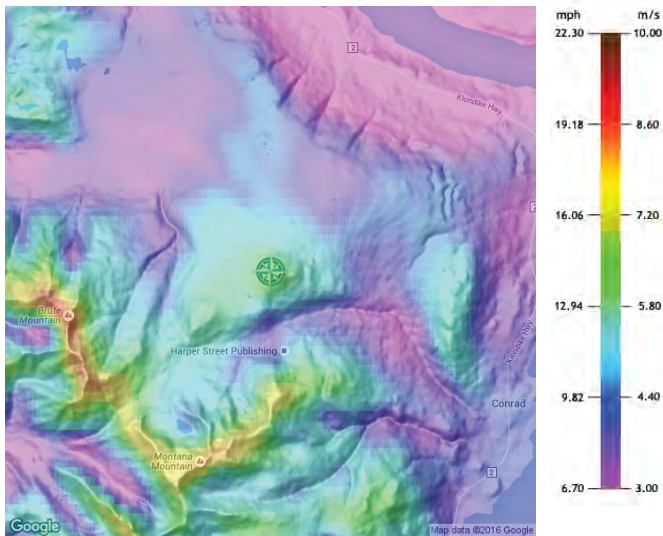 mph m/s
22.30 10.00
2
Klondike Hwy
19.18 8.60
2
16.06 7.20
Brute
Mountain
12.94 5.80
Harper Street Publishing
Klondike Hwy
9.82 4.40
Conrad
Montana
Mountain
2
6.70 3.00
Google
Map data ©2016 Google